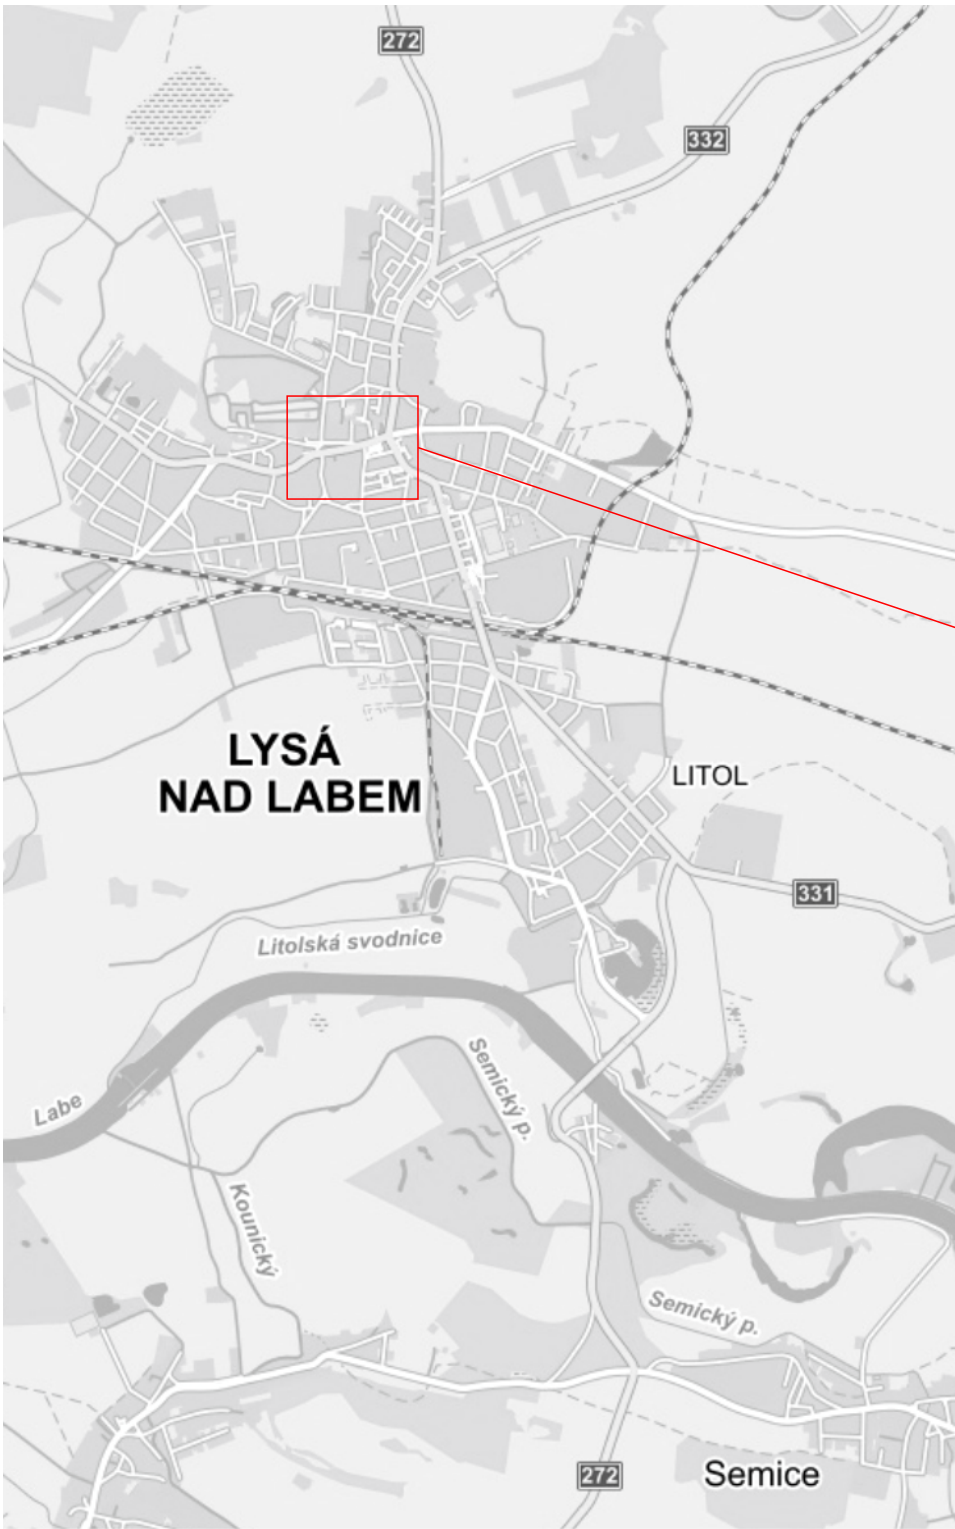 272
332
LYSÁ
NAD LABEM
LITOL
331
Litolská svodnice
Labe
Semický p.
Kounický
Semický p.
272
Semice